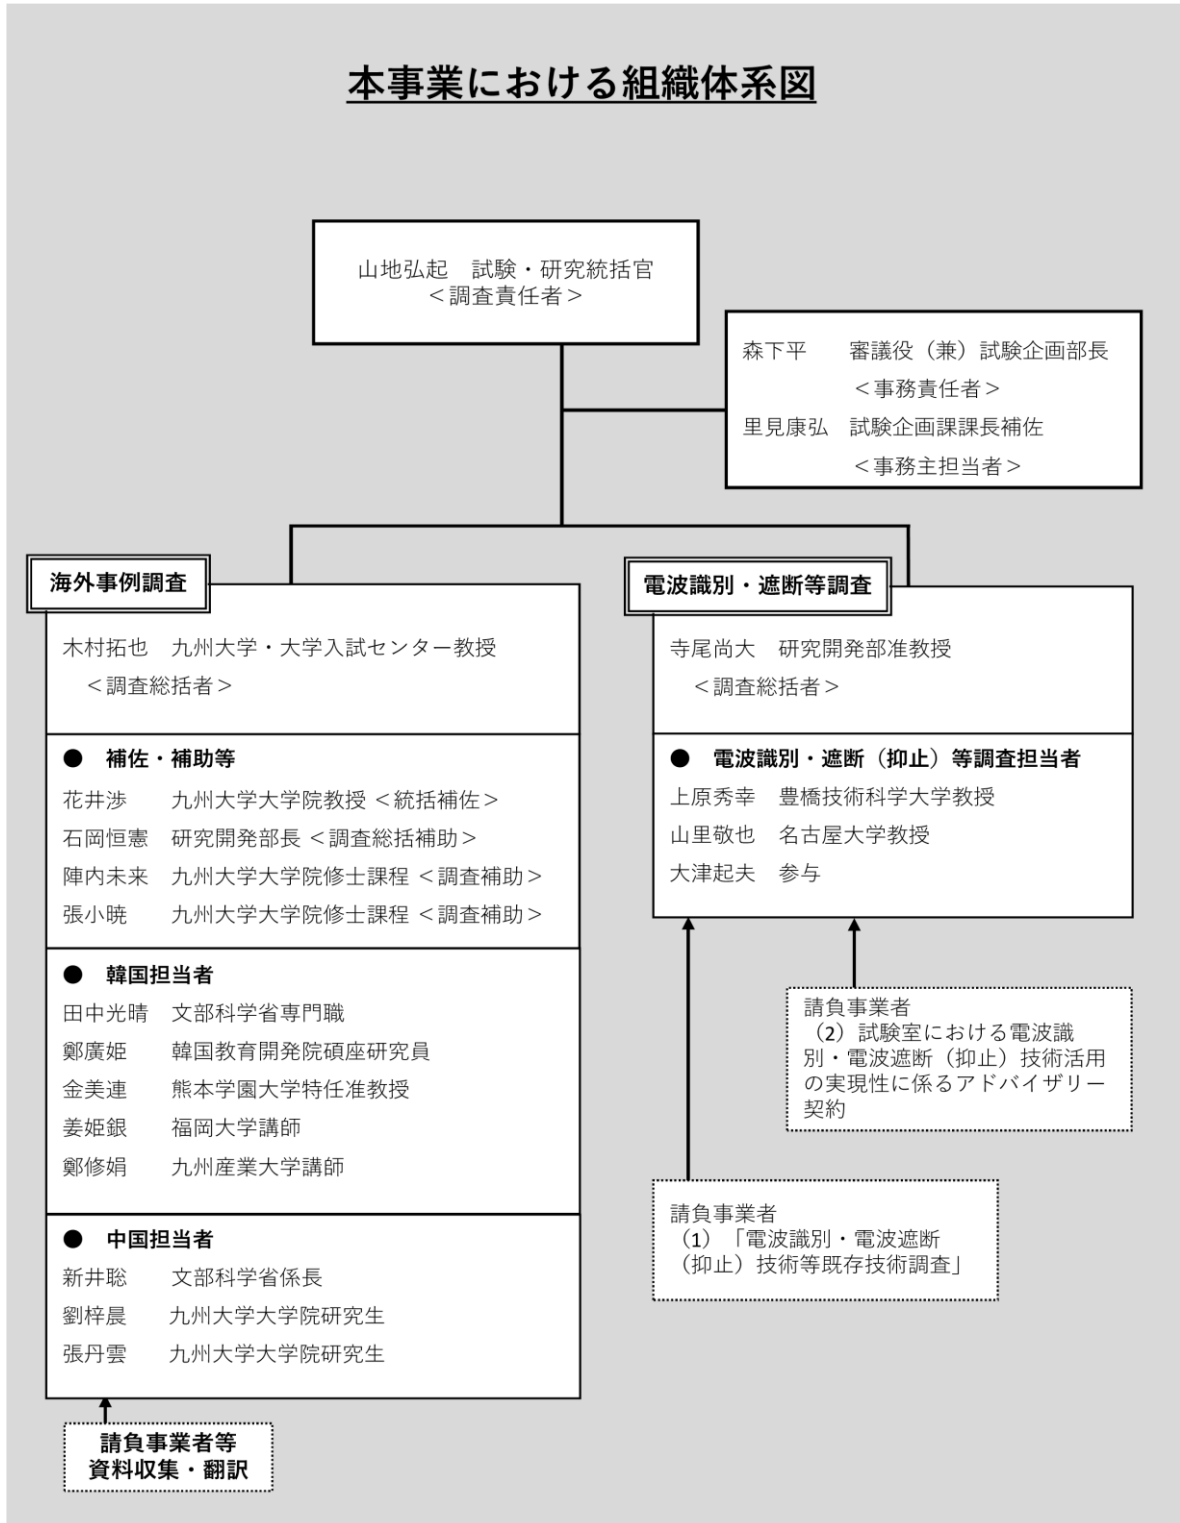 本事業における組織体系図
山地弘起　試験・研究統括官
＜調査責任者＞
森下平　　審議役（兼）試験企画部長
＜事務責任者＞
里見康弘　試験企画課課長補佐
＜事務主担当者＞
海外事例調査
木村拓也　九州大学・大学入試センター教授
＜調査総括者＞
● 補佐・補助等
花井渉　　九州大学大学院教授 ＜統括補佐＞
石岡恒憲　研究開発部長 ＜調査総括補助＞
陣内未来　九州大学大学院修士課程 ＜調査補助＞
張小暁　　九州大学大学院修士課程 ＜調査補助＞
● 韓国担当者
田中光晴　文部科学省専門職
鄭廣姫　　韓国教育開発院碩座研究員
金美連　　熊本学園大学特任准教授
姜姫銀　　福岡大学講師
鄭修娟　　九州産業大学講師
● 中国担当者
新井聡　　文部科学省係長
劉梓晨　　九州大学大学院研究生
張丹雲　　九州大学大学院研究生
請負事業者等
資料収集・翻訳
電波識別・遮断等調査
寺尾尚大　研究開発部准教授
＜調査総括者＞
● 電波識別・遮断（抑止）等調査担当者
上原秀幸　豊橋技術科学大学教授
山里敬也　名古屋大学教授
大津起夫　参与
請負事業者
（2）試験室における電波識
別・電波遮断（抑止）技術活用
の実現性に係るアドバイザリー
契約
請負事業者
（1）「電波識別・電波遮断
（抑止）技術等既存技術調査」